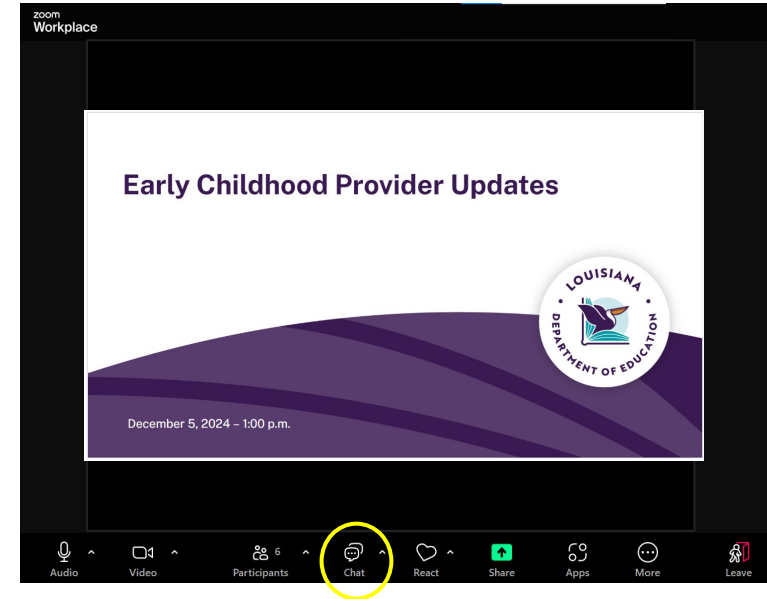 zoom
Workplace
Early Childhood Provider Updates
LOUISIANA
DEPARTMENT OF EDUCATION
December 5, 2024 – 1:00 p.m.
6
Audio
Video
Participants
Chat
React
Share
Apps
More
Leave